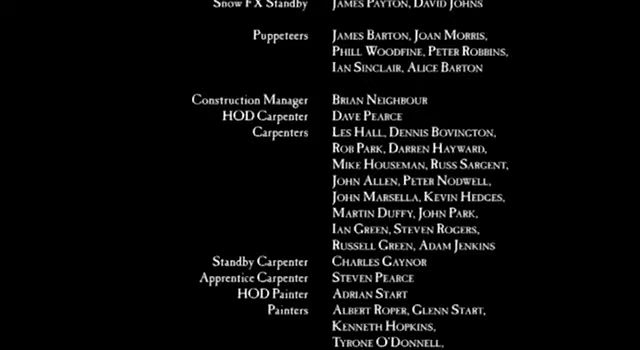 Snow FX Standby James Payton, David Johns
Puppeteers James Barton, Joan Morris,
Phill Woodfine, Peter Robbins,
Ian Sinclair, Alice Barton
Construction Manager Brian Neighbour
HOD Carpenter Dave Pearce
Carpenters Les Hall, Dennis Bovington,
Rob Park, Darren Hayward,
Mike Houseman, Russ Sargent,
John Allen, Peter Nodwell,
John Marsella, Kevin Hedges,
Martin Duffy, John Park,
Ian Green, Steven Rogers,
Russell Green, Adam Jenkins
Standby Carpenter Charles Gaynor
Apprentice Carpenter Steven Pearce
HOD Painter Adrian Start
Painters Albert Roper, Glenn Start,
Kenneth Hopkins,
Tyrone O'Donnell,